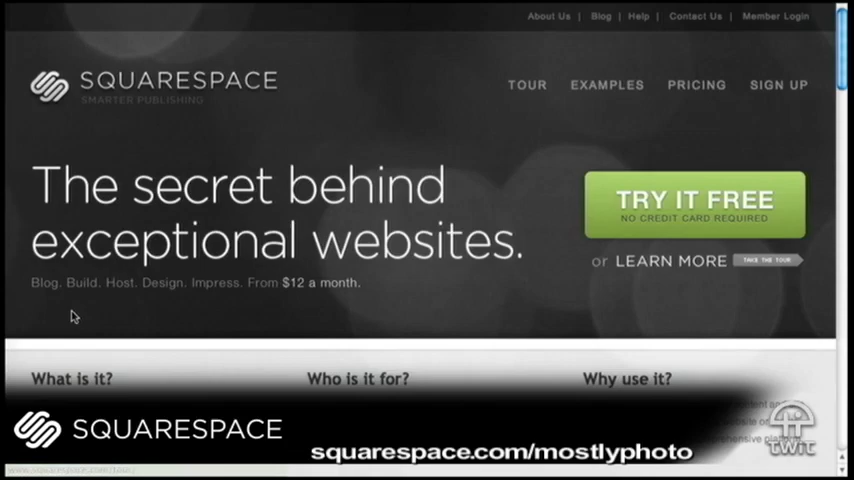 About Us | Blog | Help | Contact Us | Member Login
SQUARESPACE
SMARTER PUBLISHING
TOUR EXAMPLES PRICING SIGN UP
The secret behind
exceptional websites.
Blog. Build. Host. Design. Impress. From $12 a month.
TRY IT FREE
NO CREDIT CARD REQUIRED
or LEARN MORE TAKE THE TOUR
What is it? Who is it for? Why use it?
SQUARESPACE
squarespace.com/mostlyphoto
TWiT